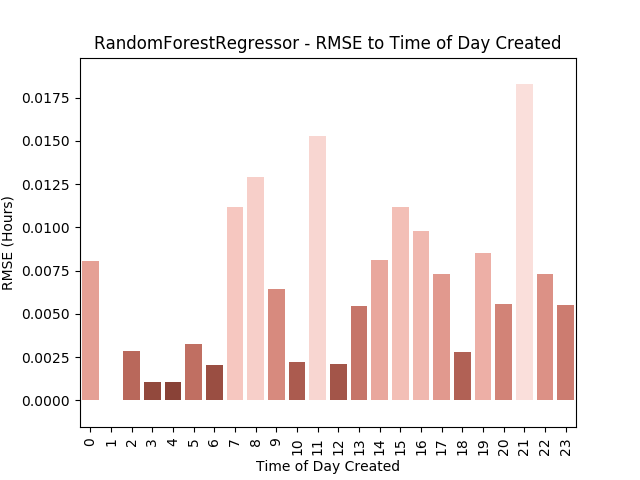 RandomForestRegressor - RMSE to Time of Day Created
0.0175
0.0150
0.0125
0.0100
0.0075
0.0050
0.0025
0.0000
RMSE (Hours)
0 1 2 3 4 5 6 7 8 9 10 11 12 13 14 15 16 17 18 19 20 21 22 23
Time of Day Created